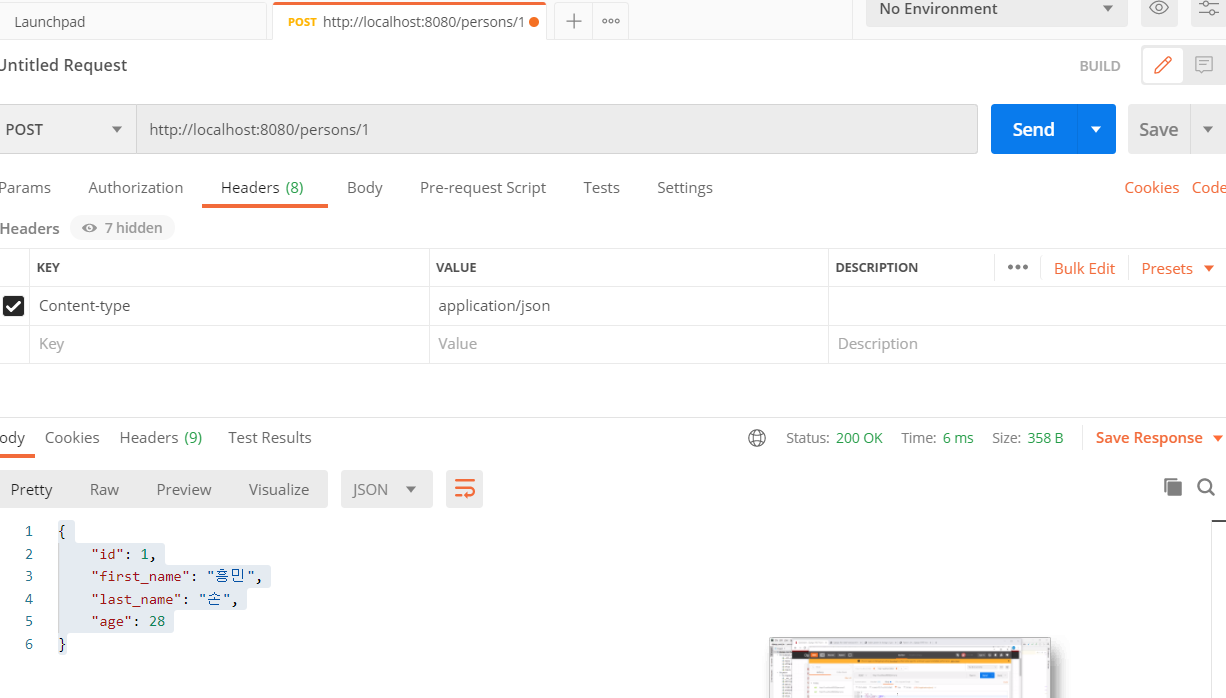 Launchpad POST http://localhost:8080/persons/1 No Environment
Untitled Request BUILD
POST http://localhost:8080/persons/1 Send Save
Params Authorization Headers (8) Body Pre-request Script Tests Settings Cookies Code
Headers 7 hidden
KEY VALUE DESCRIPTION ••• Bulk Edit Presets
Content-type application/json
Key Value Description
ody Cookies Headers (9) Test Results Status: 200 OK Time: 6 ms Size: 358 B Save Response
Pretty Raw Preview Visualize JSON
1 {
2 "id": 1,
3 "first_name": "흥민",
4 "last_name": "손",
5 "age": 28
6 }